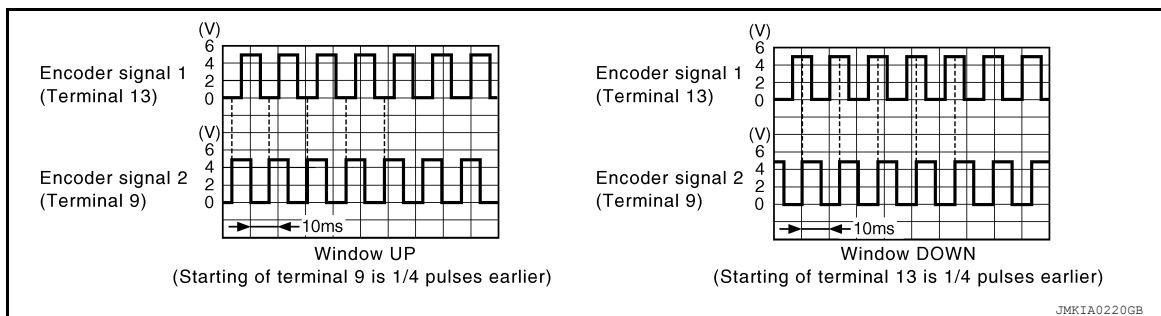 (V)
6
4
2
0
Encoder signal 1
(Terminal 13)
(V)
6
4
2
0
Encoder signal 2
(Terminal 9)
10ms
Window UP
(Starting of terminal 9 is 1/4 pulses earlier)
(V)
6
4
2
0
Encoder signal 1
(Terminal 13)
(V)
6
4
2
0
Encoder signal 2
(Terminal 9)
10ms
Window DOWN
(Starting of terminal 13 is 1/4 pulses earlier)
JMKIA0220GB